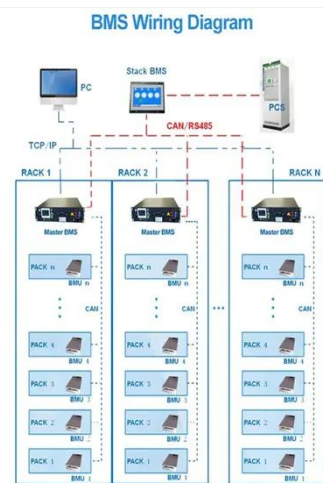 BMS Wiring Diagram
Stack BMS
PC
PCS
CAN/RS485
TCP/IP
RACK 1
RACK 2
RACK N
Master BMS
Master BMS
Master BMS
PACK n
PACK n
PACK n
BMU n
BMU n
BMU n
CAN
CAN
CAN
PACK 4
PACK 4
PACK 4
BMU 4
BMU 4
BMU 4
PACK 3
PACK 3
PACK 3
BMU 3
BMU 3
BMU 3
PACK 2
PACK 2
PACK 2
BMU 2
BMU 2
BMU 2
PACK 1
PACK 1
PACK 1
BMU 1
BMU 1
BMU 1